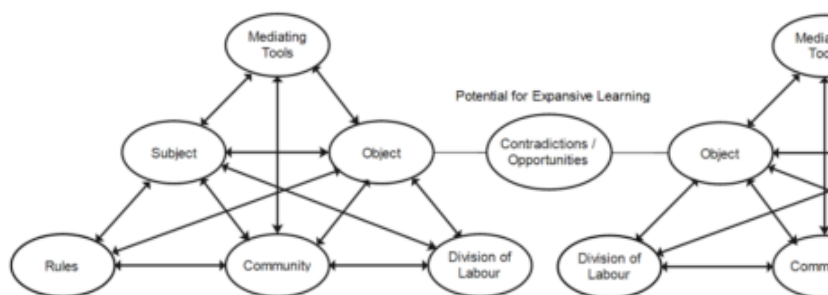 Mediating
Tools
Potential for Expansive Learning
Subject
Object
Contradictions /
Opportunities
Object
Rules
Community
Division of
Labour
Division of
Labour